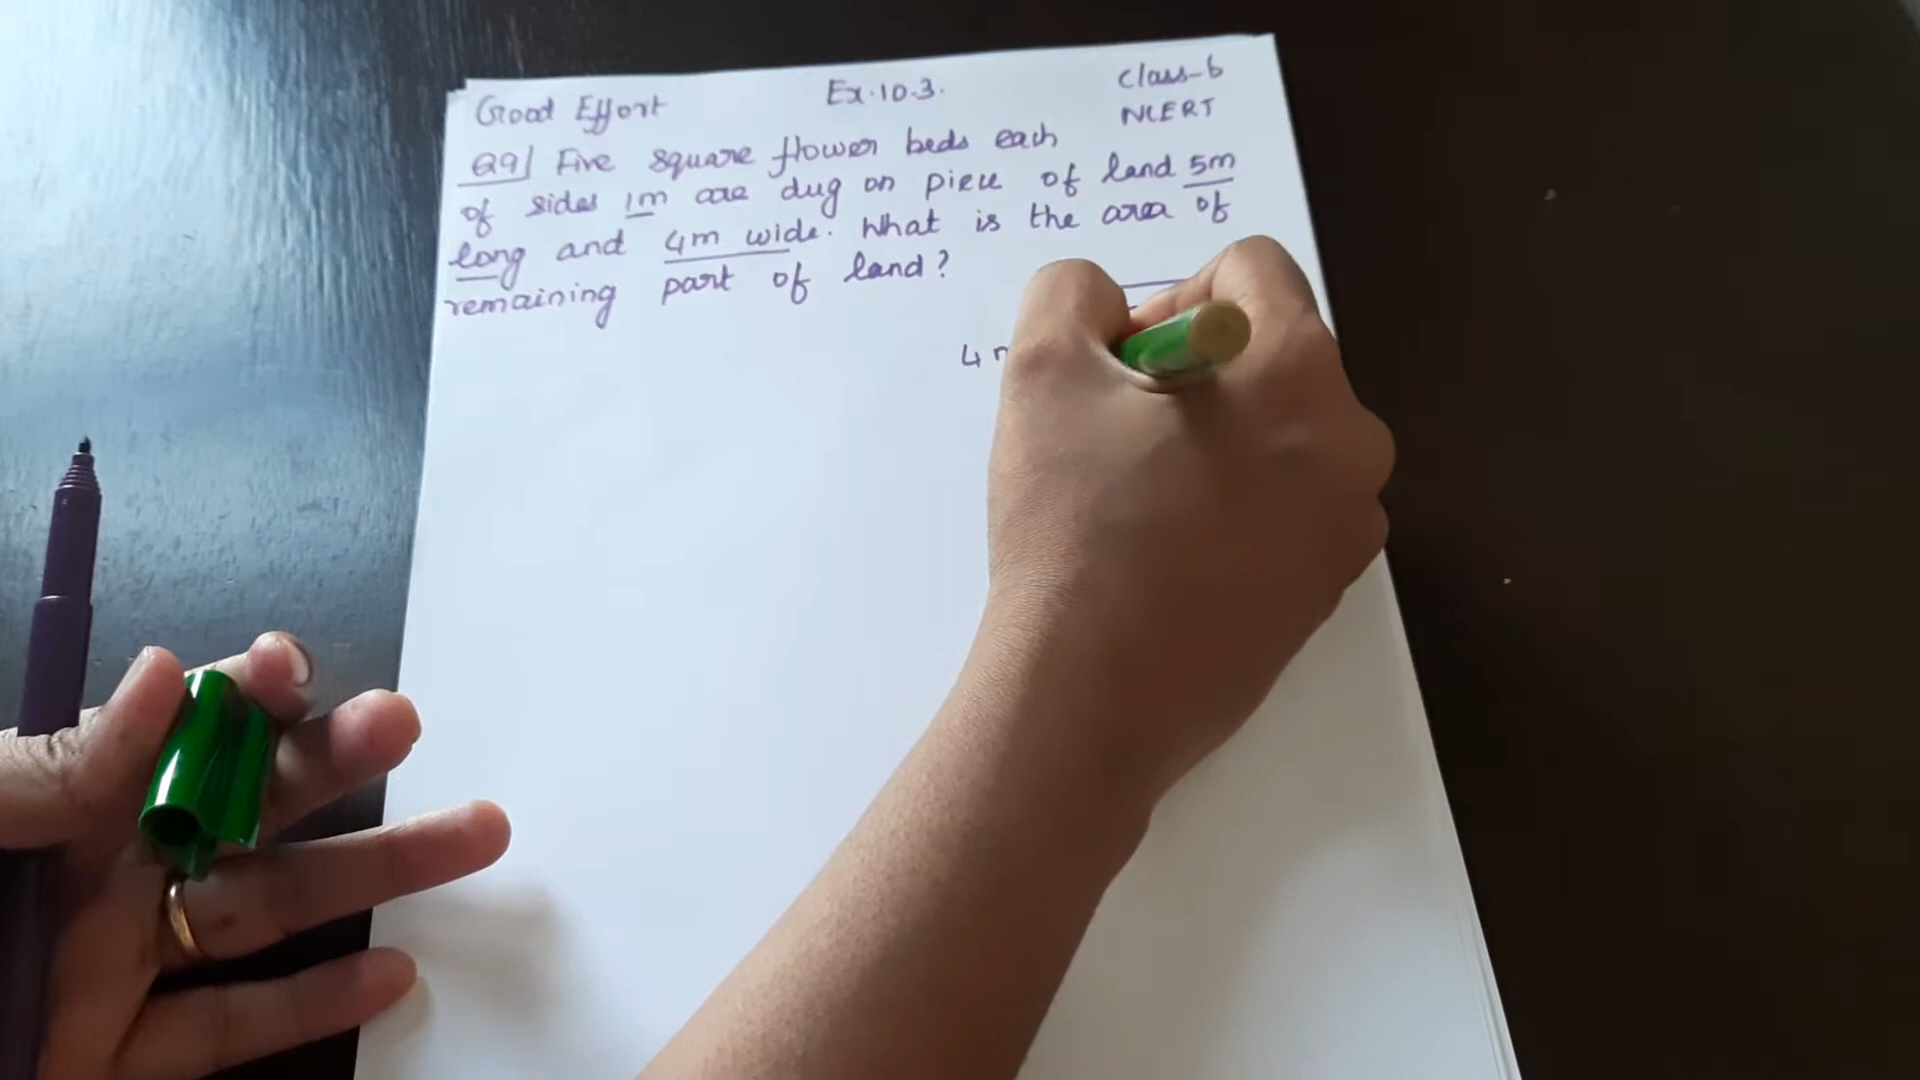 Good Effort Ex.10.3. Class-6
NCERT
Q9/ Five square flower beds each
of sides 1m are dug on piece of land 5m
long and 4m wide. What is the area of
remaining part of land?
4